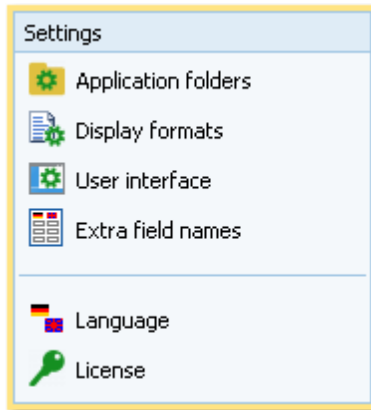 Settings
Application folders
Display formats
User interface
Extra field names
Language
License